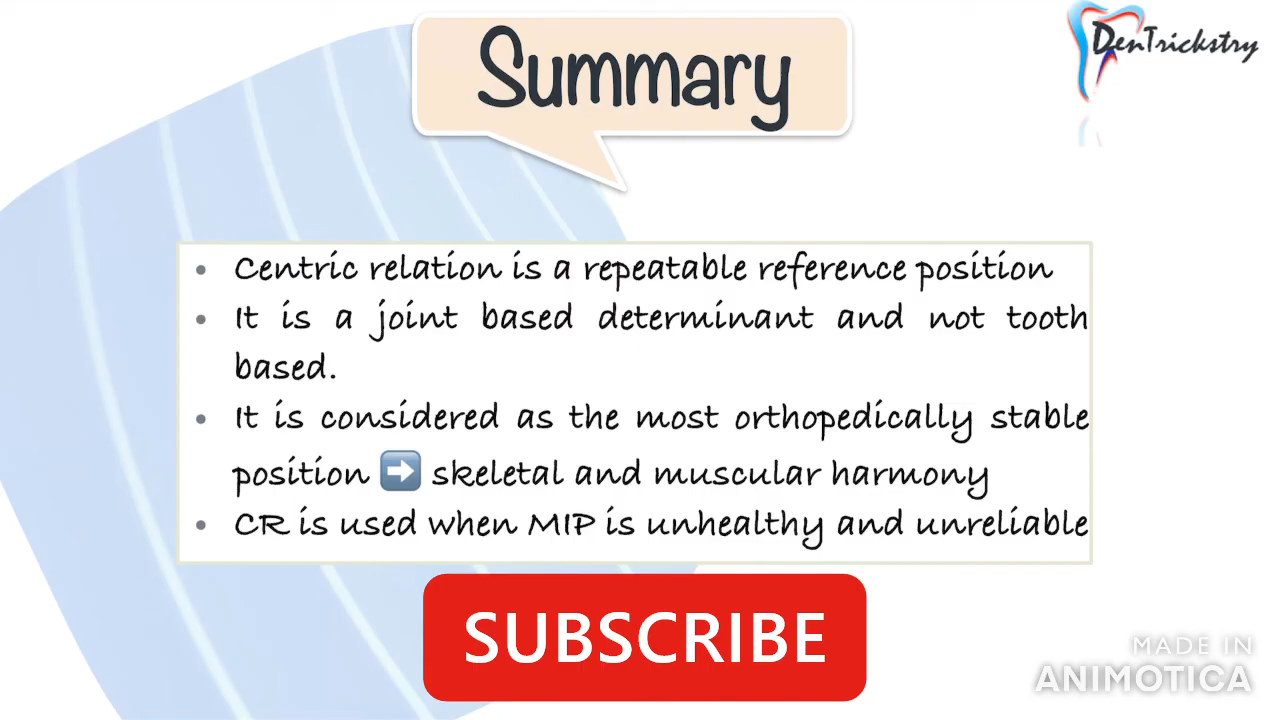 Summary
DenTrickstry
• Centric relation is a repeatable reference position
• It is a joint based determinant and not tooth
based.
• It is considered as the most orthopedically stable
position ➡️ skeletal and muscular harmony
• CR is used when MIP is unhealthy and unreliable
SUBSCRIBE
MADE IN
ANIMOTICA